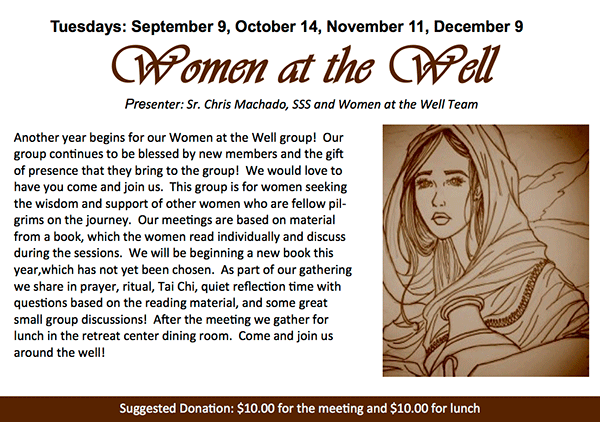 Tuesdays: September 9, October 14, November 11, December 9
Women at the Well
Presenter: Sr. Chris Machado, SSS and Women at the Well Team
Another year begins for our Women at the Well group!  Our
group continues to be blessed by new members and the gift
of presence that they bring to the group!  We would love to
have you come and join us.  This group is for women seeking
the wisdom and support of other women who are fellow pil-
grims on the journey.  Our meetings are based on material
from a book, which the women read individually and discuss
during the sessions.  We will be beginning a new book this
year,which has not yet been chosen.  As part of our gathering
we share in prayer, ritual, Tai Chi, quiet reflection time with
questions based on the reading material, and some great
small group discussions!  After the meeting we gather for
lunch in the retreat center dining room.  Come and join us
around the well!
Suggested Donation: $10.00 for the meeting and $10.00 for lunch